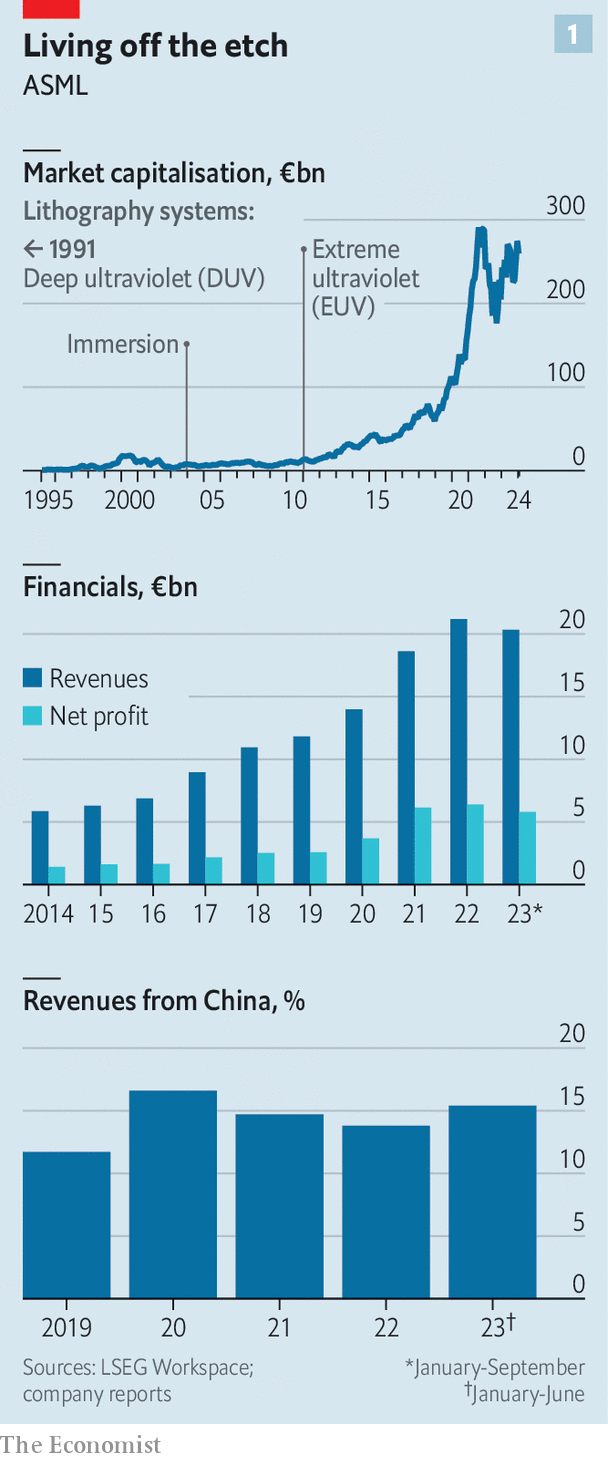 1
Living off the etch
ASML
Market capitalisation, €bn
Lithography systems:
← 1991
Deep ultraviolet (DUV)
Immersion
Extreme
ultraviolet
(EUV)
300
200
100
0
1995 2000 05 10 15 20 24
Financials, €bn
Revenues
Net profit
20
15
10
5
0
2014 15 16 17 18 19 20 21 22 23*
Revenues from China, %
20
15
10
5
0
2019 20 21 22 23†
Sources: LSEG Workspace;
company reports
*January-September
†January-June
The Economist